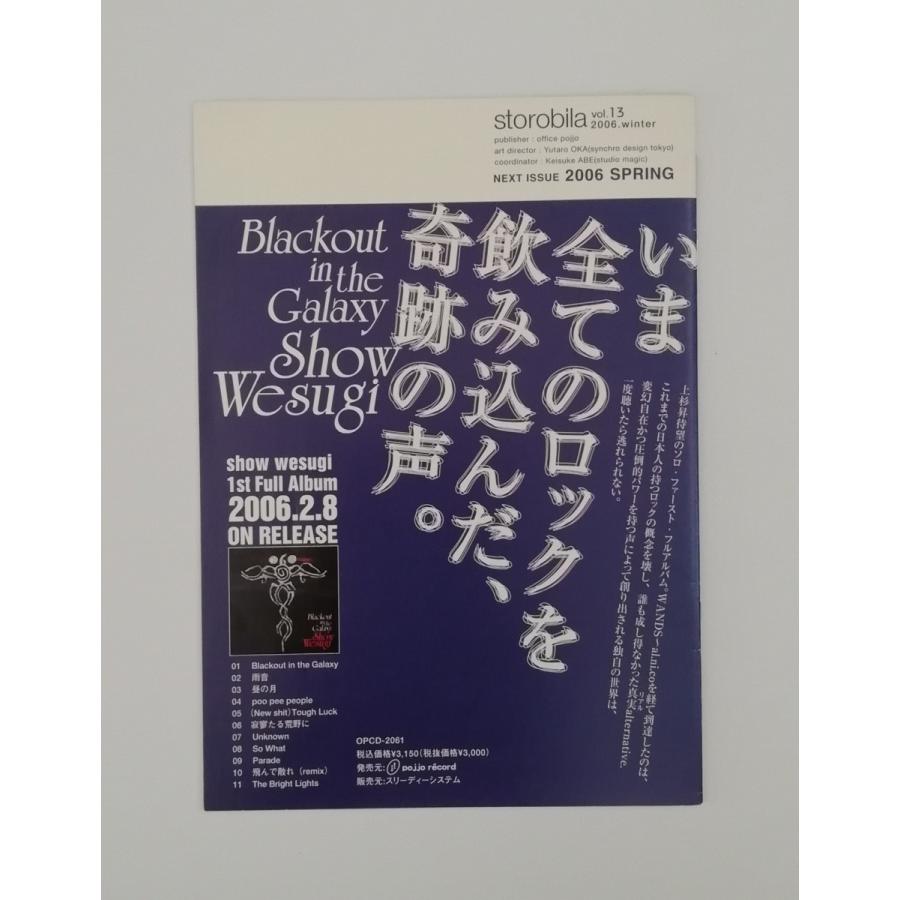 storobila vol.13
2006.winter
publisher : office pojjo
art director : Yutaro OKA(synchro design tokyo)
coordinator : Keisuke ABE(studio magic)
NEXT ISSUE 2006 SPRING
いま
全てのロックを
飲み込んだ、
奇跡の声。
Blackout
in the
Galaxy
Show
Wesugi
上杉昇待望のソロ・ファースト・フルアルバム。WANDS〜al.ni.coを経て到達したのは、
これまでの日本人の持つロックの概念を壊し、誰も成し得なかった真実alternative。
リアル
変幻自在かつ圧倒的パワーを持つ声によって創り出される独自の世界は、
一度聴いたら逃れられない。
show wesugi
1st Full Album
2006.2.8
ON RELEASE
Blackout
in the
Galaxy
Show
Wesugi
01 Blackout in the Galaxy
02 雨音
03 昼の月
04 poo pee people
05 (New shit)Tough Luck
06 寂寥たる荒野に
07 Unknown
08 So What
09 Parade
10 飛んで散れ (remix)
11 The Bright Lights
OPCD-2061
税込価格¥3,150(税抜価格¥3,000)
発売元: pojjo récord
販売元:スリーディーシステム